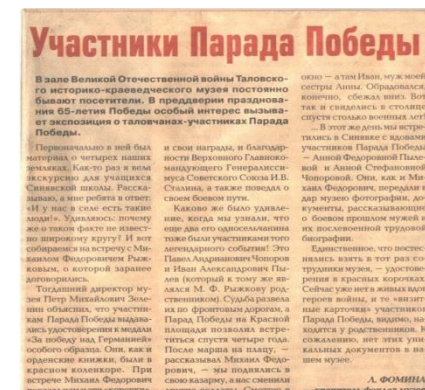 Участники Парада Победы
В зале Великой Отечественной войны Таловско-
го историко-краеведческого музея постоянно
бывают посетители. В преддверии празднова-
ния 65-летия Победы особый интерес вызыва-
ет экспозиция о таловчанах-участниках Парада
Победы.
Первоначально в ней был
материал о четырех наших
земляках. Как-то раз я вела
экскурсию для учащихся
Синявской школы. Расска-
зываю, а мне ребята в ответ:
«И у нас в селе есть такие
люди!». Удивляюсь: почему
же о таком факте не извест-
но широкому кругу? И вот
собираемся на встречу с Ми-
хаилом Федоровичем Рыж-
ковым, о которой заранее
договорились.
Тогдашний директор му-
зея Петр Михайлович Зеле-
нин объяснил, что участни-
кам Парада Победы выдава-
лись удостоверения к медали
«За победу над Германией»
особого образца. Они, как и
орденские книжки, были в
красном коленкоре. При
встрече Михаил Федорович
и свои награды, и благодар-
ности Верховного Главноко-
мандующего Генералисси-
муса Советского Союза И.В.
Сталина, а также поведал о
своем боевом пути.
Каково же было удивле-
ние, когда мы узнали, что
еще два его односельчанина
тоже были участниками того
легендарного события! Это
Павел Андрианович Чопоров
и Иван Александрович Пы-
лев (который к тому же яв-
лялся М. Ф. Рыжкову род-
ственником). Судьба развела
их по фронтовым дорогам, а
Парад Победы на Красной
площади позволил встре-
титься спустя четыре года.
После марша на плацу, —
рассказывал Михаил Федо-
рович, — мы поднялись в
свою казарму, а нас сменили
окно — а там Иван, муж моей
сестры Анны. Обрадовался,
конечно, сбежал вниз. Вот
так и свиделись в столице
спустя столько военных лет!
... В этот же день мы встре-
тились в Синявке с вдовами
участников Парада Победы
— Анной Федоровной Пыле-
вой и Анной Стефановной
Чопоровой. Они, как и Ми-
хаил Федорович, передали в
дар музею фотографии, до-
кументы, рассказывающие
о боевом прошлом мужей и
их послевоенной трудовой
биографии.
Единственное, что постес-
нились взять в тот раз со-
трудники музея, — удостове-
рения в красных корочках.
Сейчас уже нет в живых вдов
героев войны, и те «визит-
ные карточки» участников
Парада Победы, видимо, на-
ходятся у родственников. К
сожалению, нет этих уни-
кальных документов в на-
шем музее.
Л. ФОМИНА